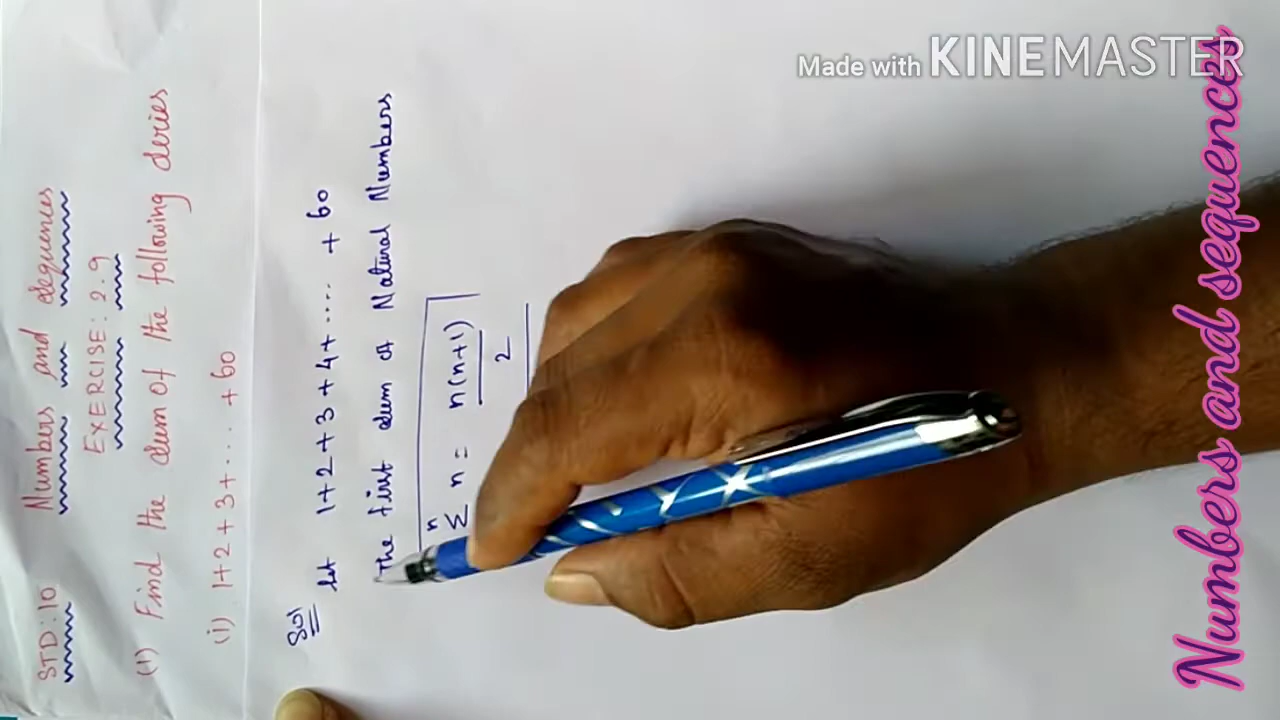 STD: 10 Numbers and sequences
EXERCISE: 2.9
(1) Find the sum of the following series
(i) 1+2+3+... +60
Sol
let 1+2+3+4+.... + 60
The first sum of Natural Numbers
n
Σ n = n(n+1)
2
Made with KINEMASTER
Numbers and sequences